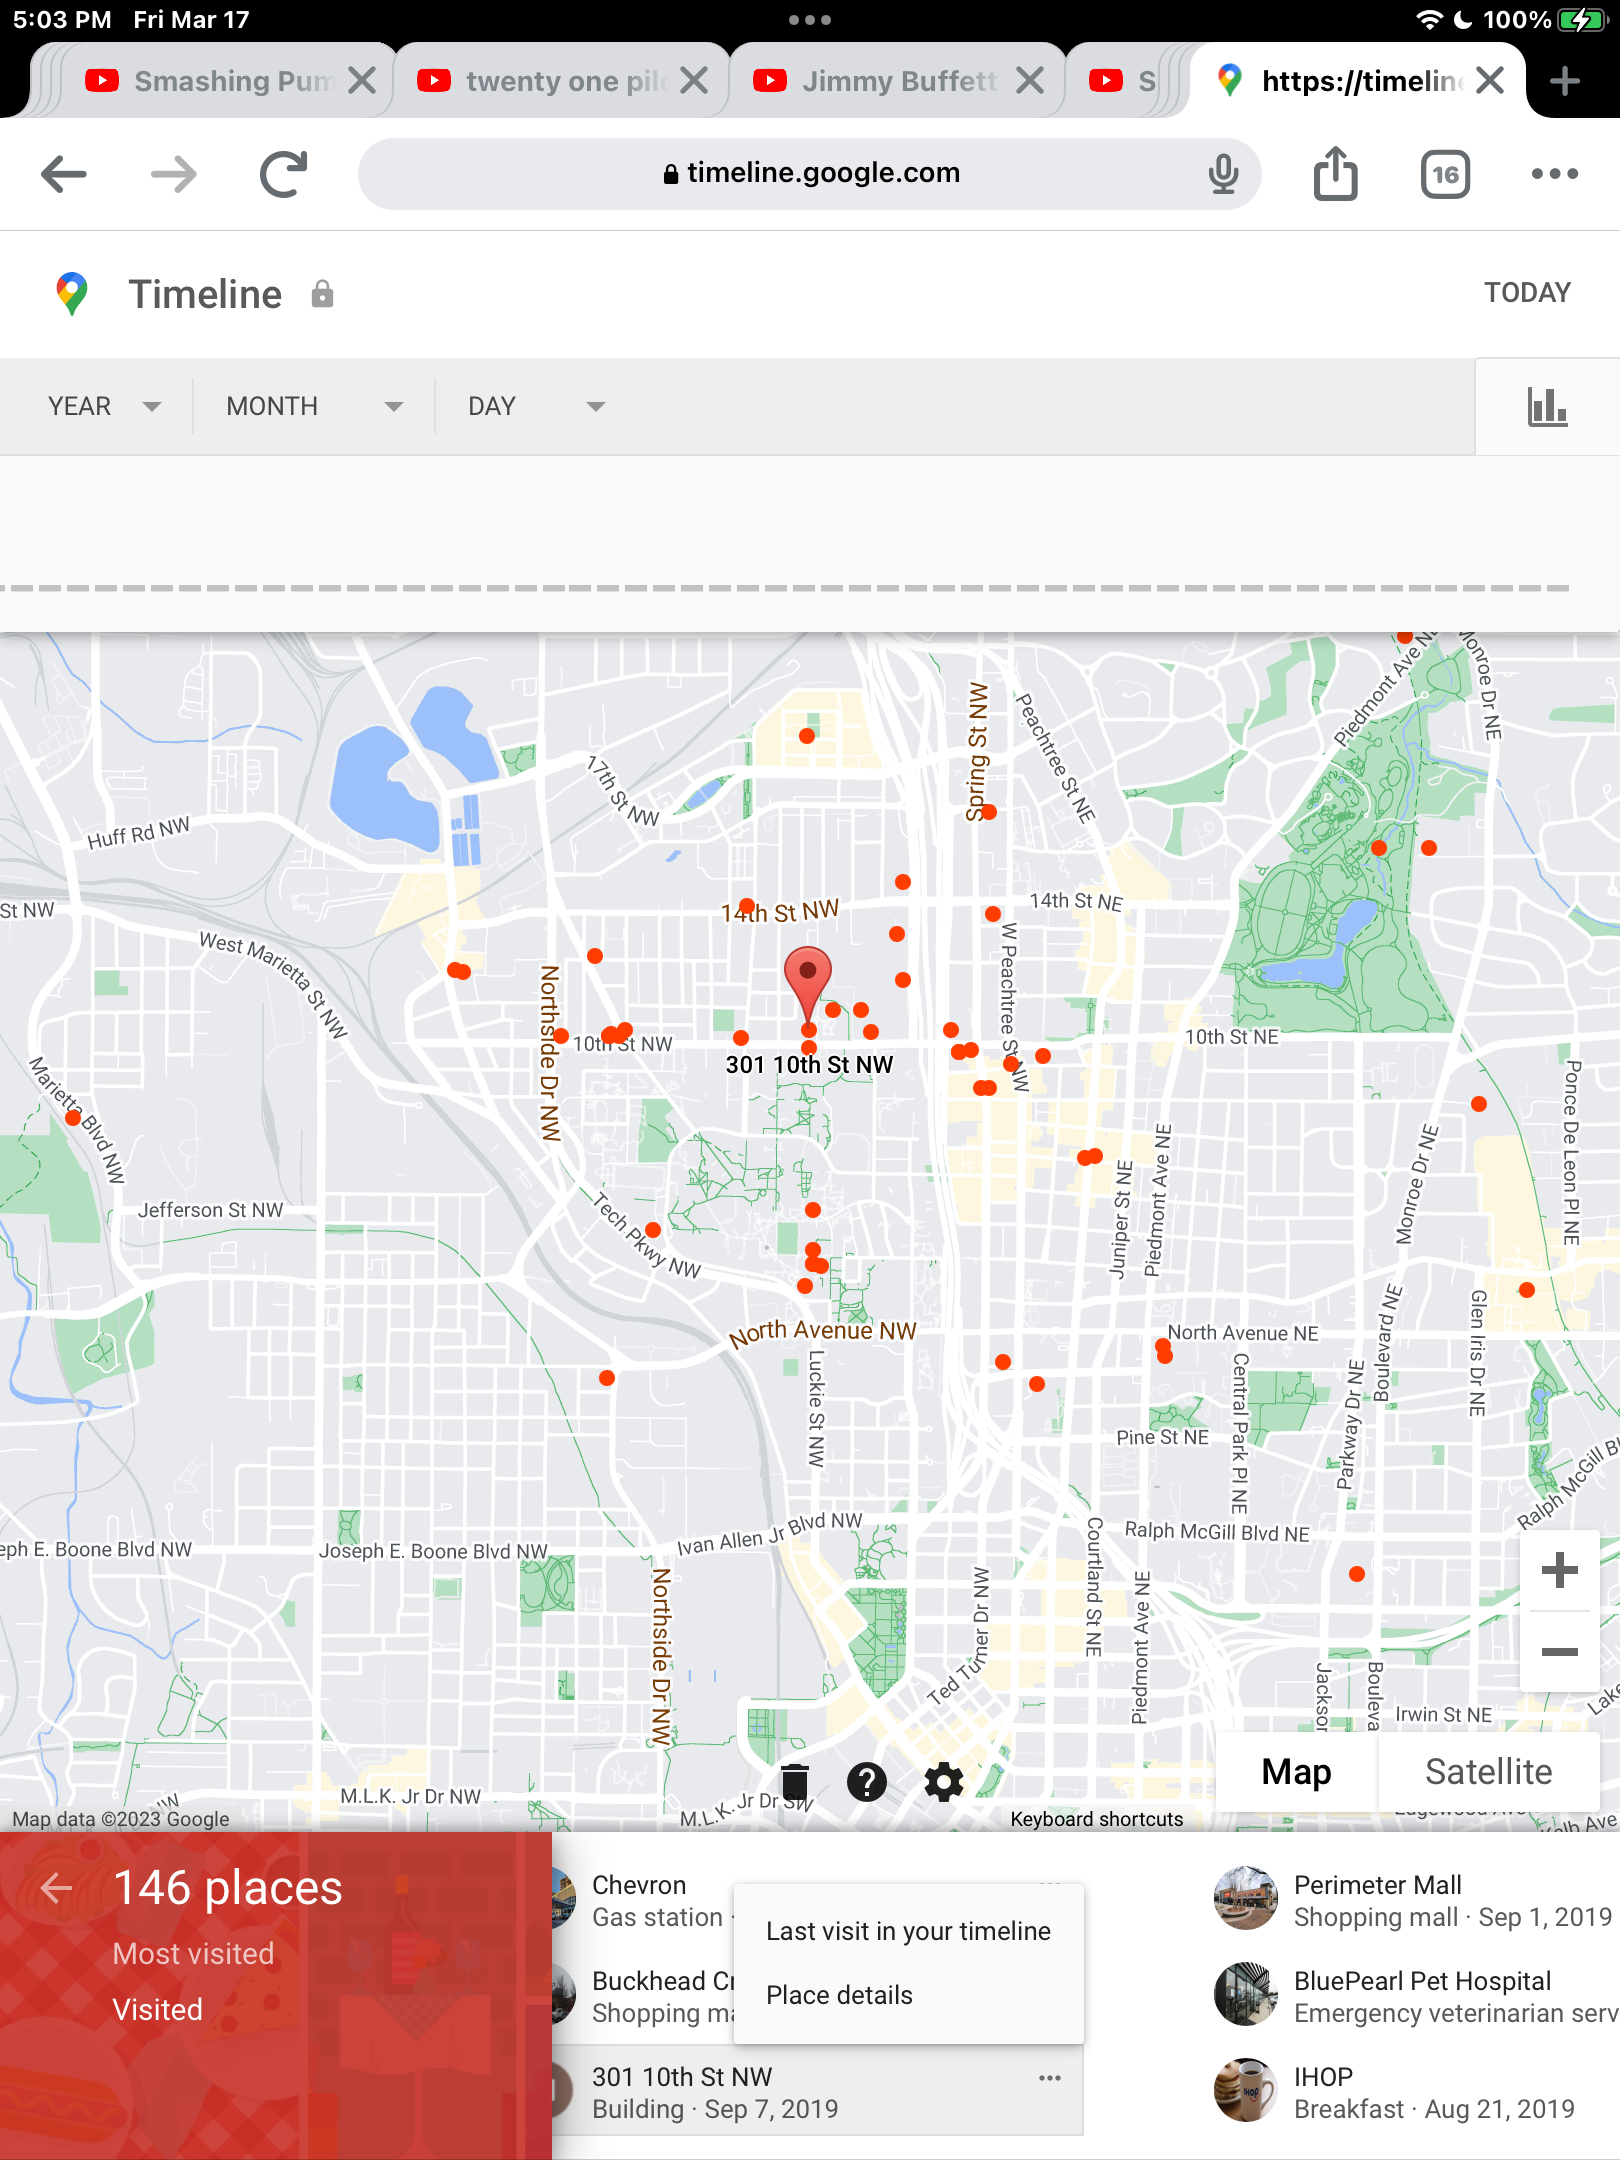 5:03 PM Fri Mar 17
100%
Smashing Pum
twenty one pil
Jimmy Buffett
S
https://timeline
timeline.google.com
16
Timeline
TODAY
YEAR
MONTH
DAY
Piedmont Ave NE
Monroe Dr NE
Spring St NW
Peachtree St NE
17th St NW
Huff Rd NW
St NW
14th St NW
14th St NE
West Marietta St NW
W Peachtree St NW
Northside Dr NW
10th St NW
10th St NE
301 10th St NW
Marietta Blvd NW
Ponce De Leon Pl NE
Monroe Dr NE
Juniper St NE
Piedmont Ave NE
Jefferson St NW
Tech Pkwy NW
North Avenue NW
North Avenue NE
Boulevard NE
Glen Iris Dr NE
Luckie St NW
Central Park Pl NE
Parkway Dr NE
Pine St NE
Ralph McGill Bl
Ivan Allen Jr Blvd NW
Ralph McGill Blvd NE
eph E. Boone Blvd NW
Joseph E. Boone Blvd NW
Courtland St NE
Northside Dr NW
Ted Turner Dr NW
Piedmont Ave NE
Jackson
Bouleva
Irwin St NE
Lake
M.L.K. Jr Dr NW
M.L.K. Jr Dr SW
NW
Edgewood Ave
Kalb Ave
Map
Satellite
Map data ©2023 Google
Keyboard shortcuts
146 places
Most visited
Visited
Chevron
Gas station ·
Buckhead Cr
Shopping ma
Last visit in your timeline
Place details
301 10th St NW
Building · Sep 7, 2019
Perimeter Mall
Shopping mall · Sep 1, 2019
BluePearl Pet Hospital
Emergency veterinarian serv
IHOP
Breakfast · Aug 21, 2019